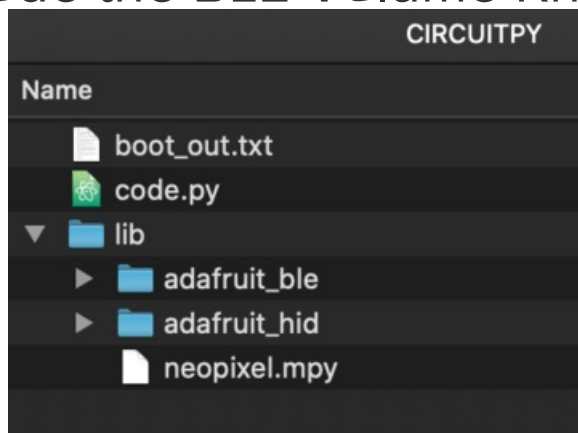 CIRCUITPY
Name
boot_out.txt
code.py
lib
adafruit_ble
adafruit_hid
neopixel.mpy